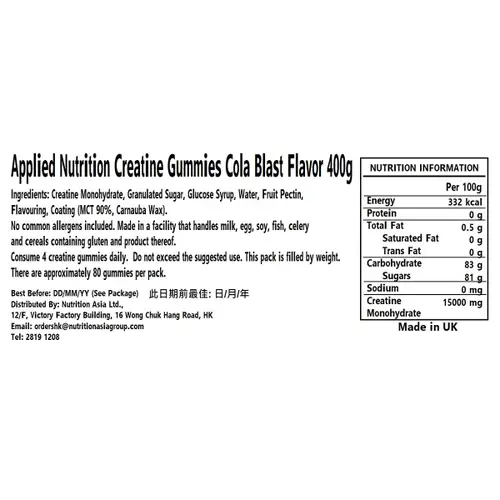 Applied Nutrition Creatine Gummies Cola Blast Flavor 400g
Ingredients: Creatine Monohydrate, Granulated Sugar, Glucose Syrup, Water, Fruit Pectin,
Flavouring, Coating (MCT 90%, Carnauba Wax).
No common allergens included. Made in a facility that handles milk, egg, soy, fish, celery
and cereals containing gluten and product thereof.
Consume 4 creatine gummies daily. Do not exceed the suggested use. This pack is filled by weight.
There are approximately 80 gummies per pack.
Best Before: DD/MM/YY (See Package) 此日期前最佳: 日/月/年
Distributed By: Nutrition Asia Ltd.,
12/F, Victory Factory Building, 16 Wong Chuk Hang Road, HK
Email: ordershk@nutritionasiagroup.com
Tel: 2819 1208
NUTRITION INFORMATION
Per 100g
Energy 332 kcal
Protein 0 g
Total Fat 0.5 g
Saturated Fat 0 g
Trans Fat 0 g
Carbohydrate 83 g
Sugars 81 g
Sodium 0 mg
Creatine 15000 mg
Monohydrate
Made in UK